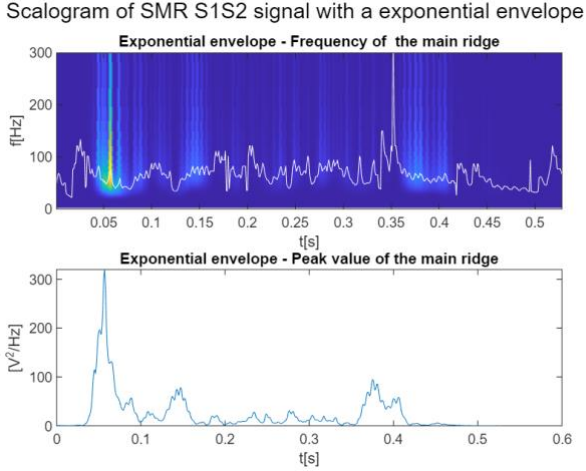 Scalogram of SMR S1S2 signal with a exponential envelope
Exponential envelope - Frequency of the main ridge
300
200
100
0
f[Hz]
0.05 0.1 0.15 0.2 0.25 0.3 0.35 0.4 0.45 0.5
t[s]
Exponential envelope - Peak value of the main ridge
300
200
100
0
[V²/Hz]
0 0.1 0.2 0.3 0.4 0.5 0.6
t[s]